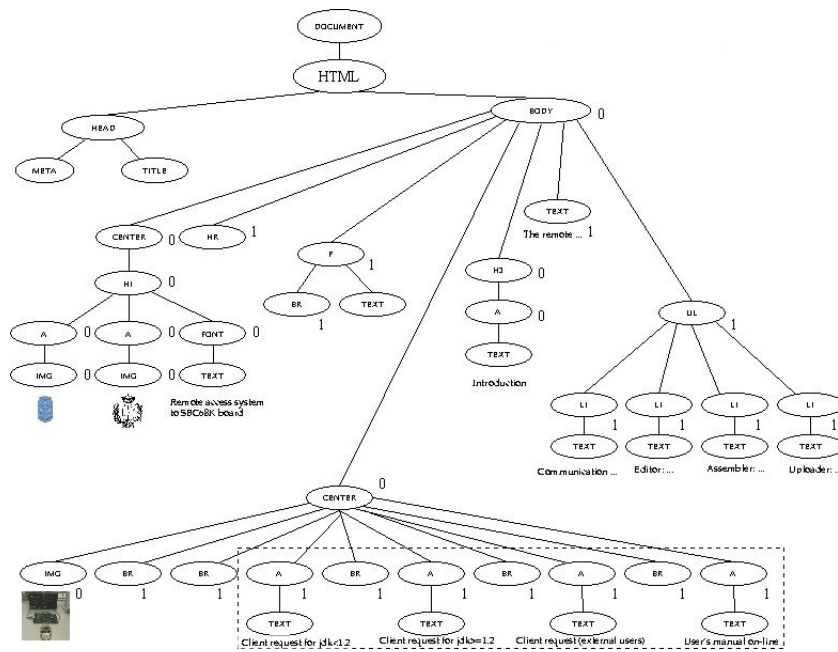 DOCUMENT
HTML
HEAD
BODY
0
META
TITLE
TEXT
The remote ...
1
CENTER
0
HR
1
P
1
H3
0
H1
0
BR
1
TEXT
A
0
UL
1
A
0
A
0
FONT
0
TEXT
Introduction
IMG
0
IMG
0
TEXT
Remote access system
to SBC68K board
LI
1
LI
1
LI
1
LI
1
TEXT
TEXT
TEXT
TEXT
Communication ...
Editor: ...
Assembler: ...
Uploader: ...
0
CENTER
IMG
0
BR
1
BR
1
A
1
BR
1
A
1
BR
1
A
1
BR
1
A
1
TEXT
TEXT
TEXT
TEXT
Client request for jdk<1.2
Client request for jdk>=1.2
Client request (external users)
User's manual on-line